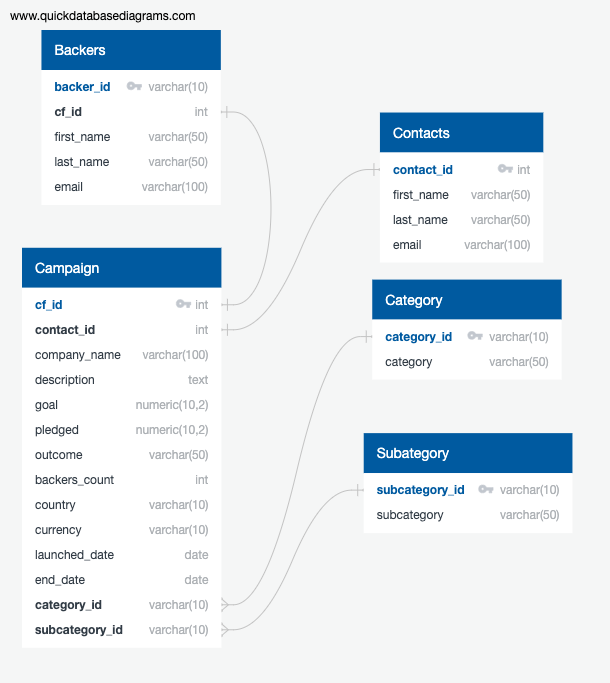 www.quickdatabasediagrams.com
Backers
backer_id varchar(10)
cf_id int
first_name varchar(50)
last_name varchar(50)
email varchar(100)
Contacts
contact_id int
first_name varchar(50)
last_name varchar(50)
email varchar(100)
Campaign
cf_id int
contact_id int
company_name varchar(100)
description text
goal numeric(10,2)
pledged numeric(10,2)
outcome varchar(50)
backers_count int
country varchar(10)
currency varchar(10)
launched_date date
end_date date
category_id varchar(10)
subcategory_id varchar(10)
Category
category_id varchar(10)
category varchar(50)
Subategory
subcategory_id varchar(10)
subcategory varchar(50)